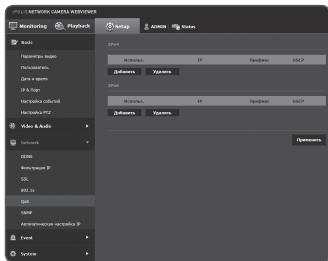 iPOLiS NETWORK CAMERA WEBVIEWER
Monitoring Playback Setup ADMIN Status
Basic
Параметры видео
Пользователь
Дата и время
IP & Порт
Настройка событий
Настройка PTZ
Video & Audio
Network
DDNS
Фильтрация IP
SSL
802.1x
QoS
SNMP
Автоматическая настройка IP
Event
System
IPv4
Использ. IP Префикс DSCP
Добавить Удалить
IPv6
Использ. IP Префикс DSCP
Добавить Удалить
Применить